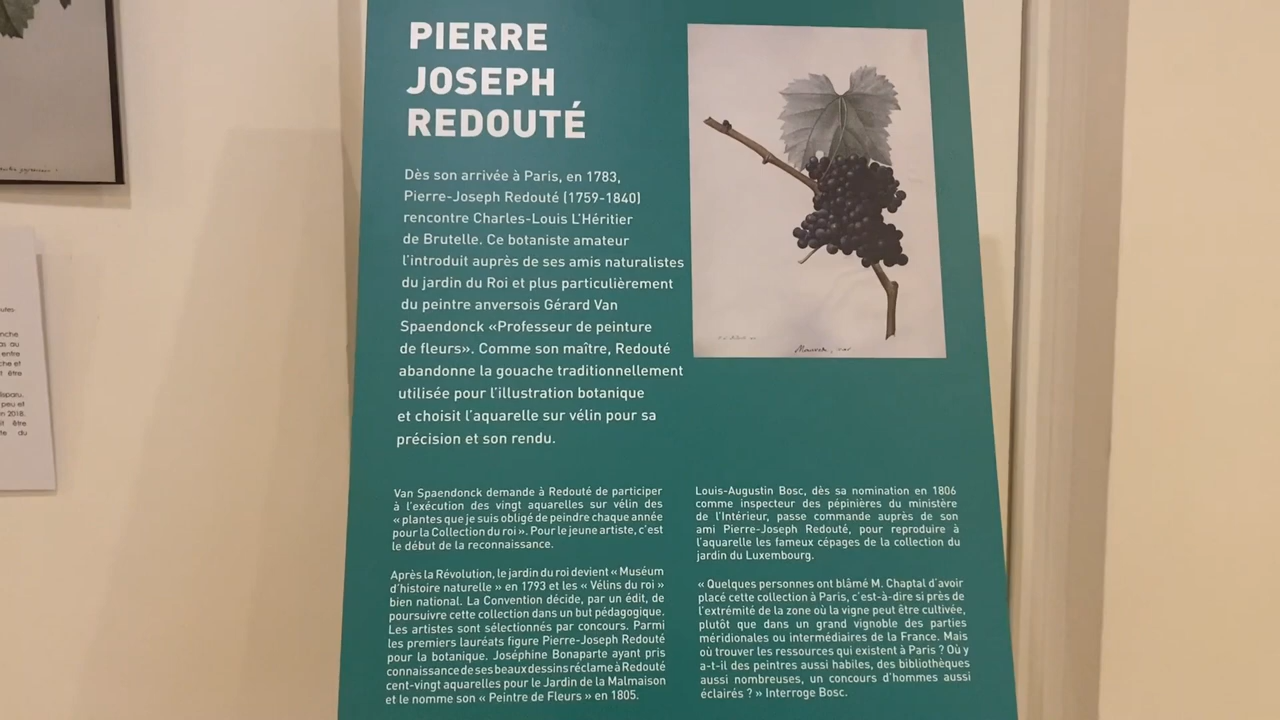 PIERRE
JOSEPH
REDOUTÉ
Dès son arrivée à Paris, en 1783,
Pierre-Joseph Redouté (1759-1840)
rencontre Charles-Louis L'Héritier
de Brutelle. Ce botaniste amateur
l'introduit auprès de ses amis naturalistes
du jardin du Roi et plus particulièrement
du peintre anversois Gérard Van
Spaendonck «Professeur de peinture
de fleurs». Comme son maître, Redouté
abandonne la gouache traditionnellement
utilisée pour l'illustration botanique
et choisit l'aquarelle sur vélin pour sa
précision et son rendu.
Van Spaendonck demande à Redouté de participer
à l'exécution des vingt aquarelles sur vélin des
« plantes que je suis obligé de peindre chaque année
pour la Collection du roi ». Pour le jeune artiste, c'est
le début de la reconnaissance.
Après la Révolution, le jardin du roi devient « Muséum
d'histoire naturelle » en 1793 et les « Vélins du roi »
bien national. La Convention décide, par un édit, de
poursuivre cette collection dans un but pédagogique.
Les artistes sont sélectionnés par concours. Parmi
les premiers lauréats figure Pierre-Joseph Redouté
pour la botanique. Joséphine Bonaparte ayant pris
connaissance de ses beaux dessins réclame à Redouté
cent-vingt aquarelles pour le Jardin de la Malmaison
et le nomme son « Peintre de Fleurs » en 1805.
Louis-Augustin Bosc, dès sa nomination en 1806
comme inspecteur des pépinières du ministère
de l'Intérieur, passe commande auprès de son
ami Pierre-Joseph Redouté, pour reproduire à
l'aquarelle les fameux cépages de la collection du
jardin du Luxembourg.
« Quelques personnes ont blâmé M. Chaptal d'avoir
placé cette collection à Paris, c'est-à-dire si près de
l'extrémité de la zone où la vigne peut être cultivée,
plutôt que dans un grand vignoble des parties
méridionales ou intermédiaires de la France. Mais
où trouver les ressources qui existent à Paris ? Où y
a-t-il des peintres aussi habiles, des bibliothèques
aussi nombreuses, un concours d'hommes aussi
éclairés ? » Interroge Bosc.
entre
être
disparu,
peu et
en 2018.
être
du